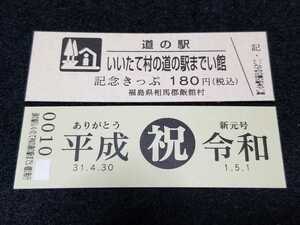 道の駅
いいたて村の道の駅までい館
記念きっぷ 180円(税込)
福島県相馬郡飯舘村
記
0010
ありがとう
平成
31.4.30
祝
新元号
令和
1.5.1